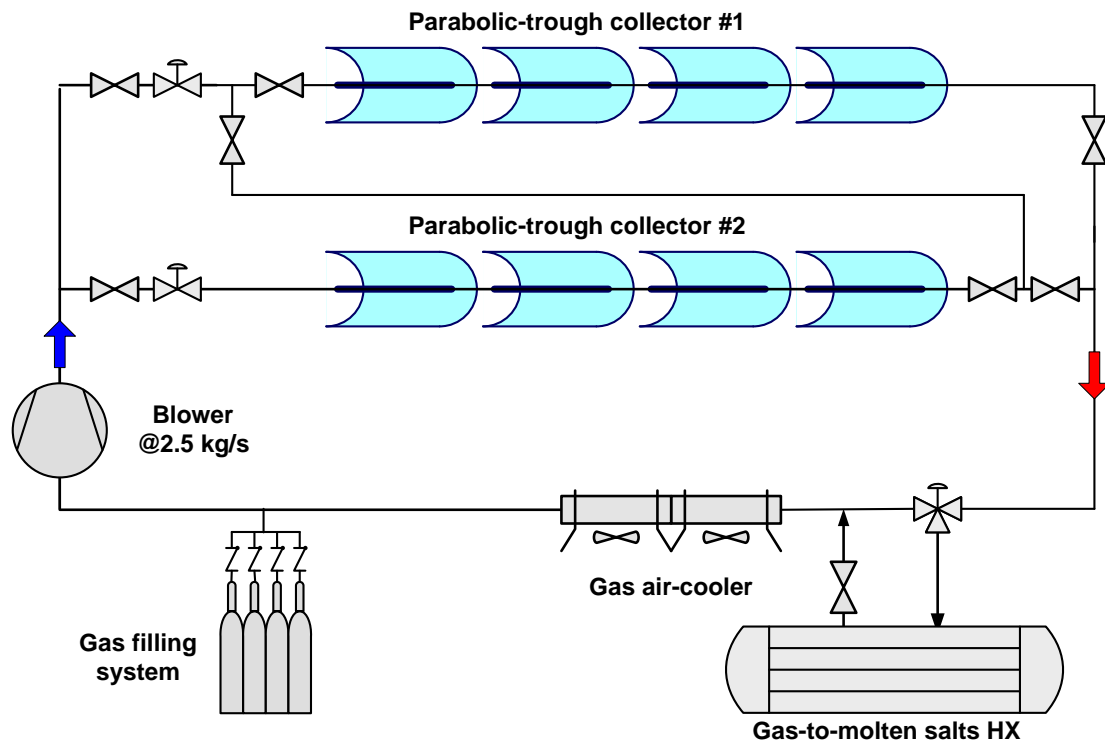 Parabolic-trough collector #1
Parabolic-trough collector #2
Blower
@2.5 kg/s
Gas air-cooler
Gas filling
system
Gas-to-molten salts HX